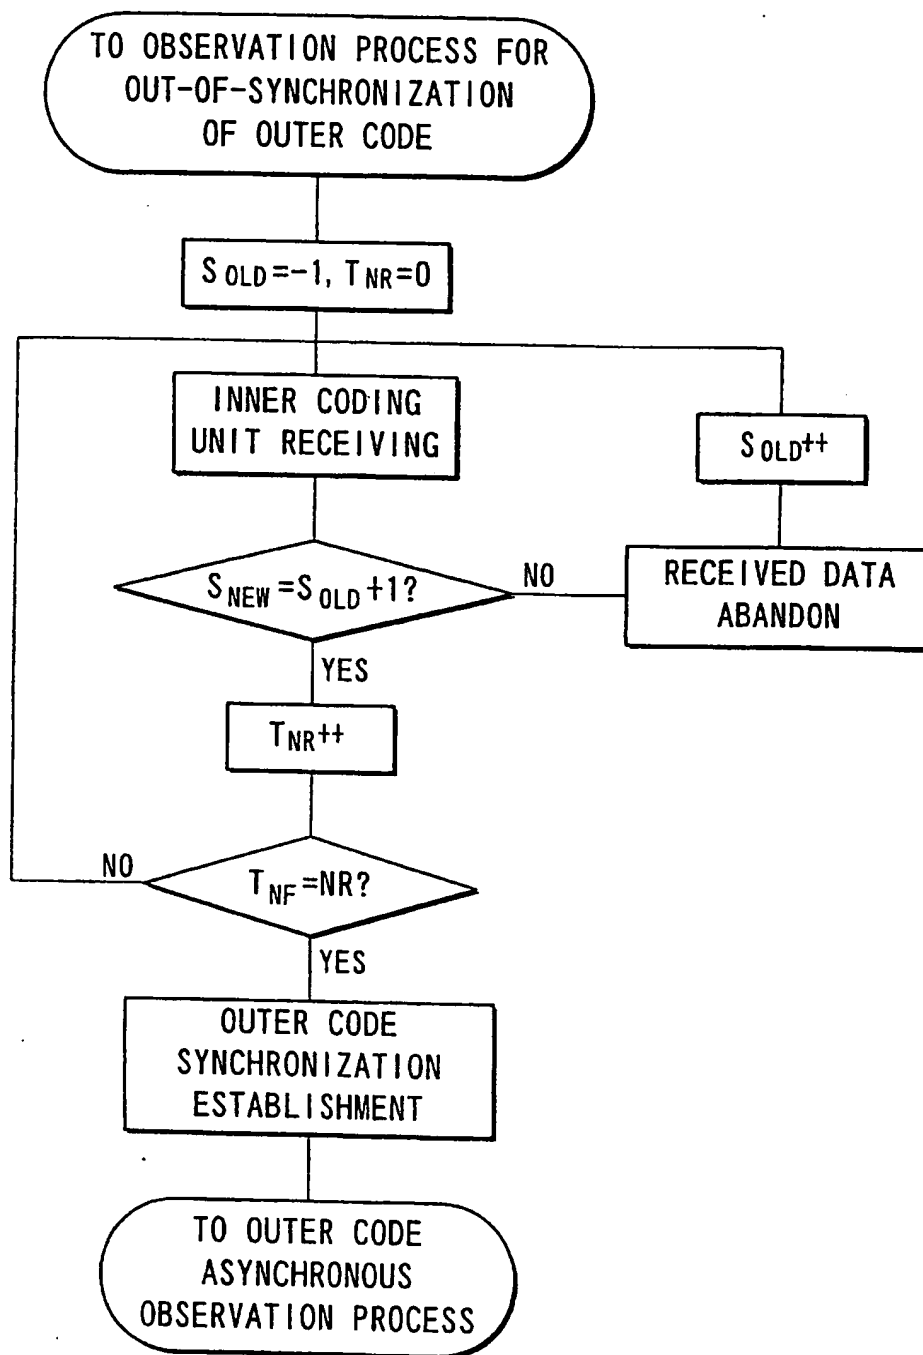 TO OBSERVATION PROCESS FOR
OUT-OF-SYNCHRONIZATION
OF OUTER CODE
S OLD=-1, T NR=0
INNER CODING
UNIT RECEIVING
S OLD++
S NEW=S OLD+1?
NO
RECEIVED DATA
ABANDON
YES
T NR++
NO
T NF=NR?
YES
OUTER CODE
SYNCHRONIZATION
ESTABLISHMENT
TO OUTER CODE
ASYNCHRONOUS
OBSERVATION PROCESS